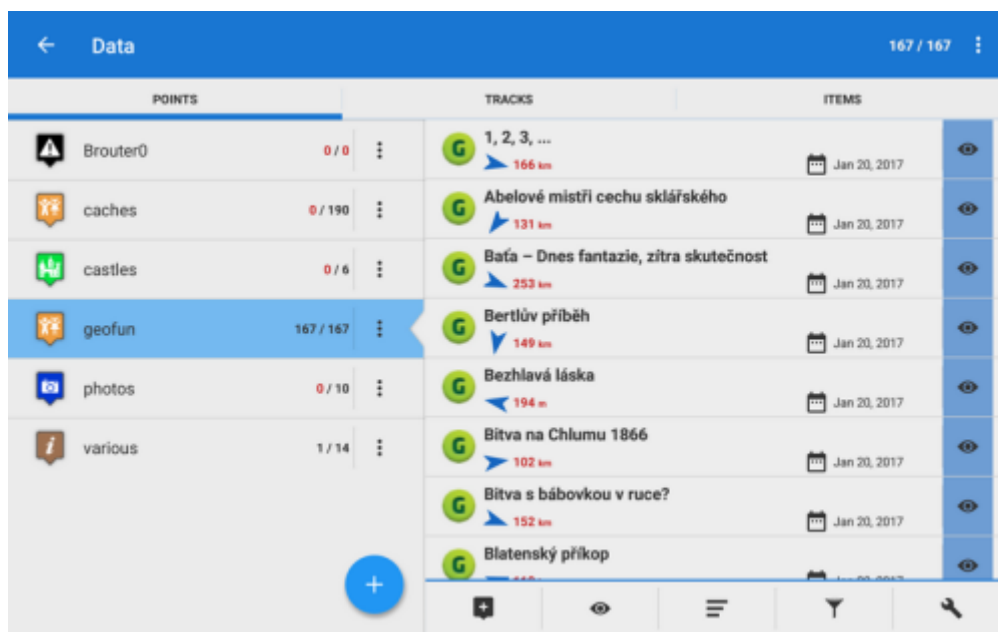 Data
167 / 167
POINTS
TRACKS
ITEMS
Brouter0
0 / 0
caches
0 / 190
castles
0 / 6
geofun
167 / 167
photos
0 / 10
various
1 / 14
1, 2, 3, ...
166 km
Jan 20, 2017
Abelové mistři cechu sklářského
131 km
Jan 20, 2017
Baťa – Dnes fantazie, zítra skutečnost
253 km
Jan 20, 2017
Bertlův příběh
149 km
Jan 20, 2017
Bezhlavá láska
194 m
Jan 20, 2017
Bitva na Chlumu 1866
102 km
Jan 20, 2017
Bitva s bábovkou v ruce?
152 km
Jan 20, 2017
Blatenský příkop